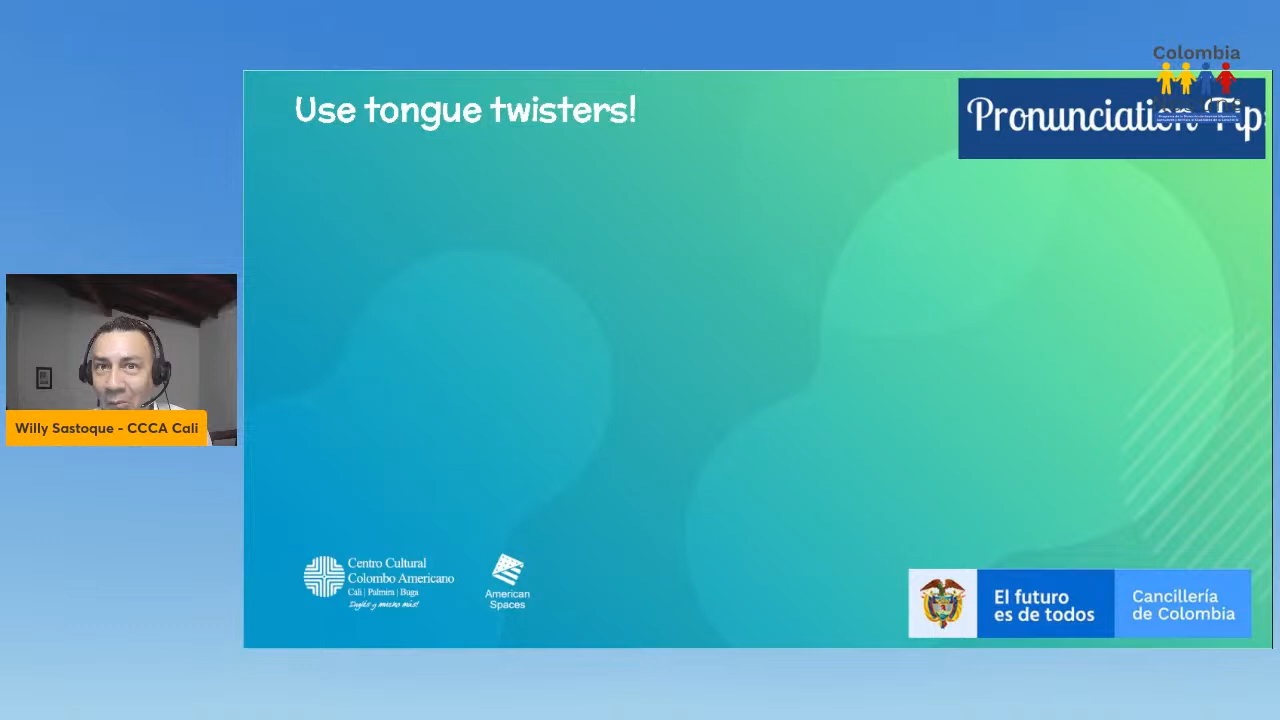 Colombia
Use tongue twisters!
Pronunciation Tips
Willy Sastoque - CCCA Cali
Centro Cultural
Colombo Americano
Cali | Palmira | Buga
Inglés y mucho más!
American
Spaces
El futuro
es de todos
Cancillería
de Colombia